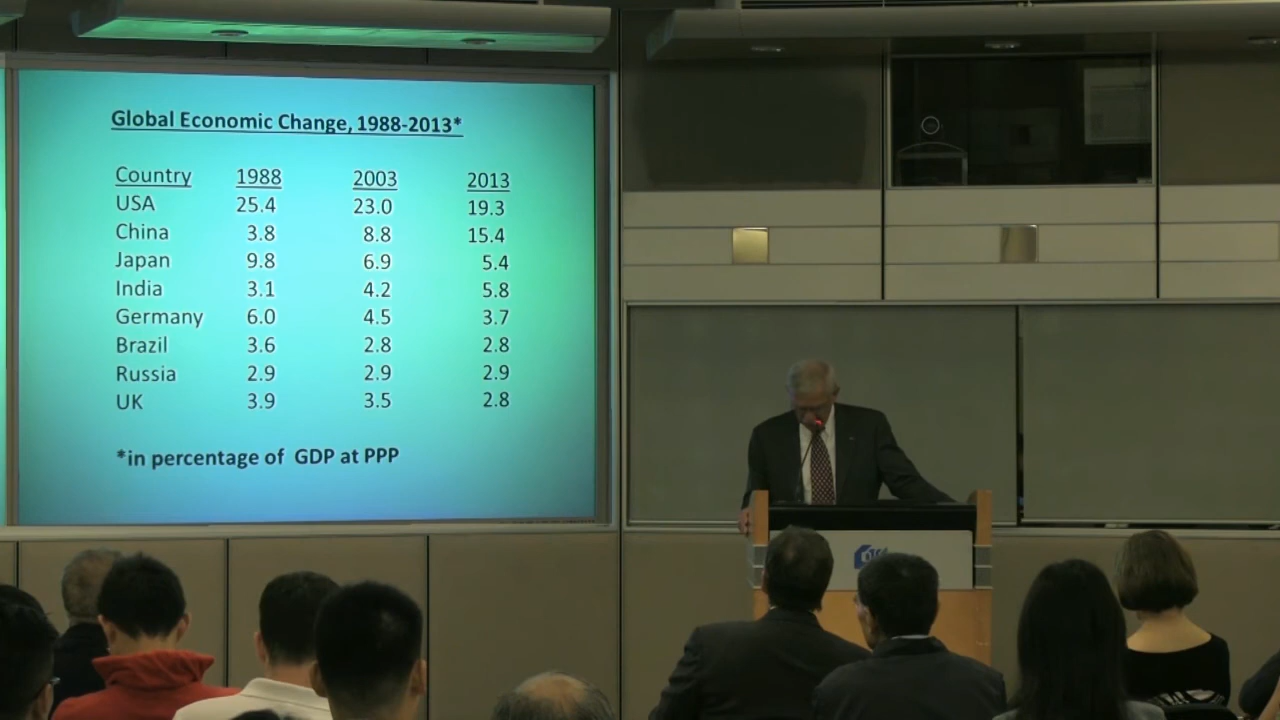 Global Economic Change, 1988-2013*
Country 1988 2003 2013
USA 25.4 23.0 19.3
China 3.8 8.8 15.4
Japan 9.8 6.9 5.4
India 3.1 4.2 5.8
Germany 6.0 4.5 3.7
Brazil 3.6 2.8 2.8
Russia 2.9 2.9 2.9
UK 3.9 3.5 2.8
*in percentage of GDP at PPP